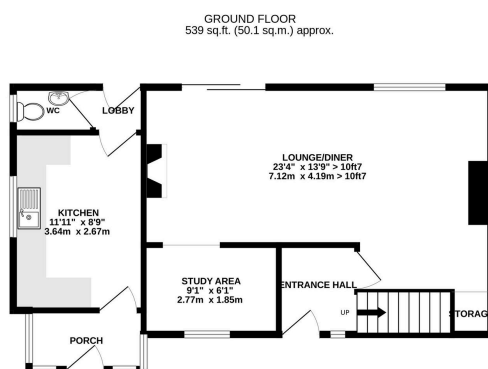 GROUND FLOOR
539 sq.ft. (50.1 sq.m.) approx.
WC
LOBBY
LOUNGE/DINER
23'4" x 13'9" > 10ft7
7.12m x 4.19m > 10ft7
KITCHEN
11'11" x 8'9"
3.64m x 2.67m
STUDY AREA
9'1" x 6'1"
2.77m x 1.85m
ENTRANCE HALL
UP
STORAG
PORCH